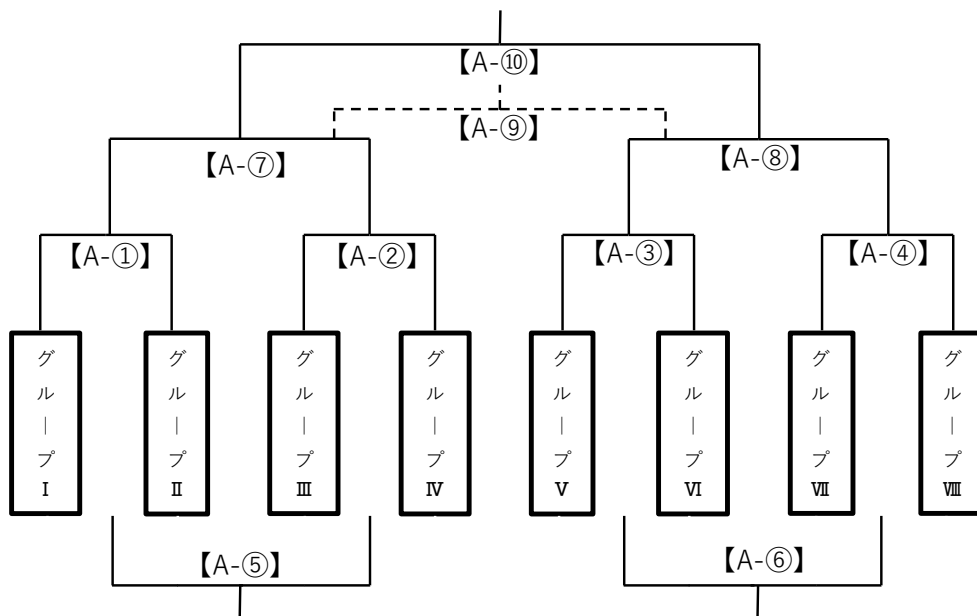 【A-⑩】
【A-⑨】
【A-⑦】
【A-⑧】
【A-①】
【A-②】
【A-③】
【A-④】
グループⅠ
グループⅡ
グループⅢ
グループⅣ
グループⅤ
グループⅥ
グループⅦ
グループⅧ
【A-⑤】
【A-⑥】